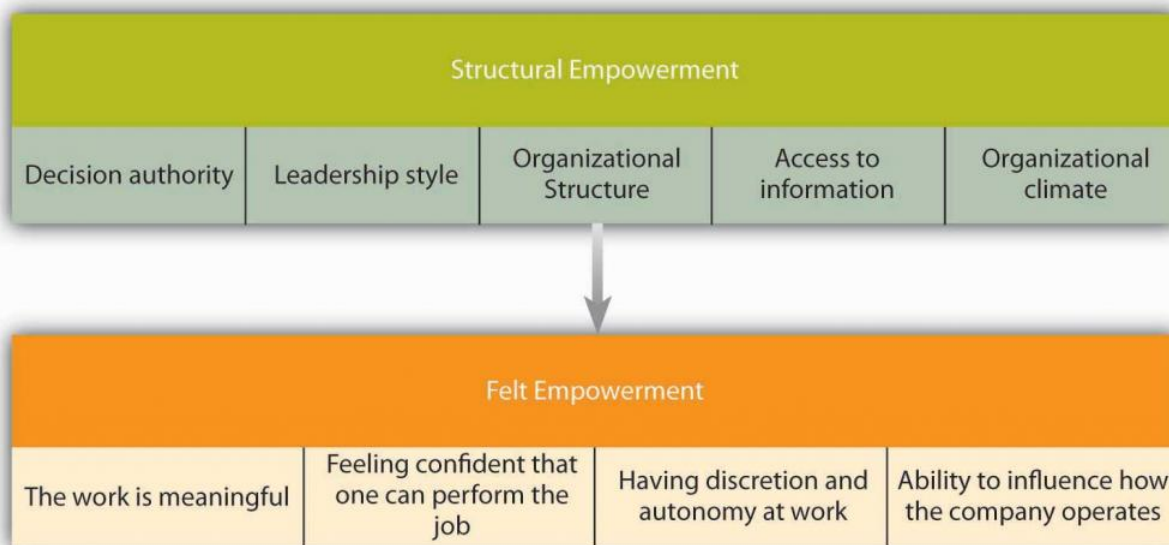 Structural Empowerment
Decision authority
Leadership style
Organizational
Structure
Access to
information
Organizational
climate
Felt Empowerment
The work is meaningful
Feeling confident that
one can perform the
job
Having discretion and
autonomy at work
Ability to influence how
the company operates